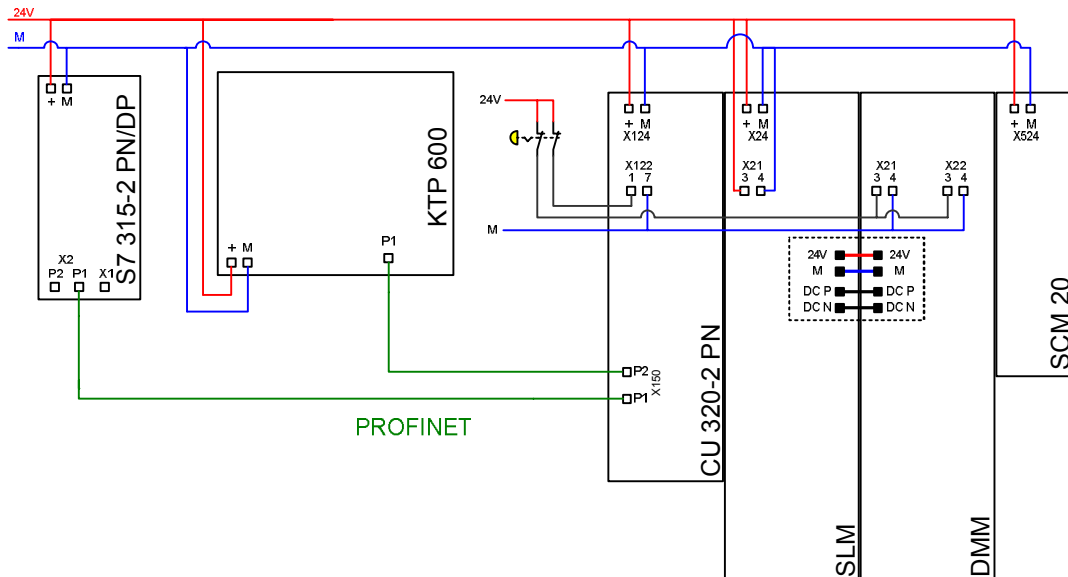 24V
M
+ M
S7 315-2 PN/DP
X2
P2 P1 X1
KTP 600
+ M
P1
24V
M
+ M
X124
X122
1 7
P2
P1
X150
CU 320-2 PN
PROFINET
+ M
X24
X21
3 4
SLM
X21
3 4
X22
3 4
24V 24V
M M
DC P DC P
DC N DC N
DMM
+ M
X524
SCM 20